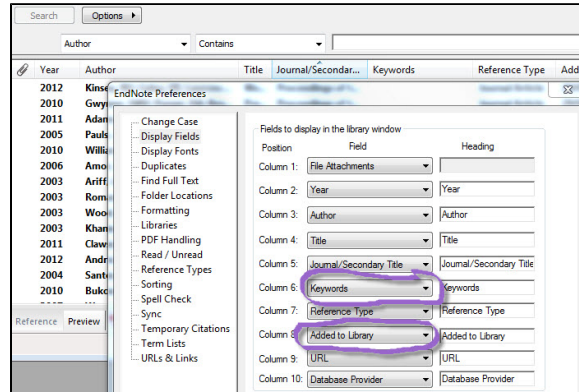 Search Options
Author Contains
Year Author Title Journal/Secondar... Keywords Reference Type Add
2012 Kinse
2010 Gwy
2011 Adam
2005 Pauls
2010 Willia
2006 Amo
2003 Ariff
2003 Rom
2003 Woo
2003 Khan
2011 Claw
2012 Andr
2004 Sant
2010 Buko
Reference Preview
EndNote Preferences
Change Case
Display Fields
Display Fonts
Duplicates
Find Full Text
Folder Locations
Formatting
Libraries
PDF Handling
Read / Unread
Reference Types
Sorting
Spell Check
Sync
Temporary Citations
Term Lists
URLs & Links
Fields to display in the library window
Position Field Heading
Column 1: File Attachments
Column 2: Year Year
Column 3: Author Author
Column 4: Title Title
Column 5: Journal/Secondary Title Journal/Secondary Title
Column 6: Keywords Keywords
Column 7: Reference Type Reference Type
Column 8 Added to Library Added to Library
Column 9: URL URL
Column 10: Database Provider Database Provider